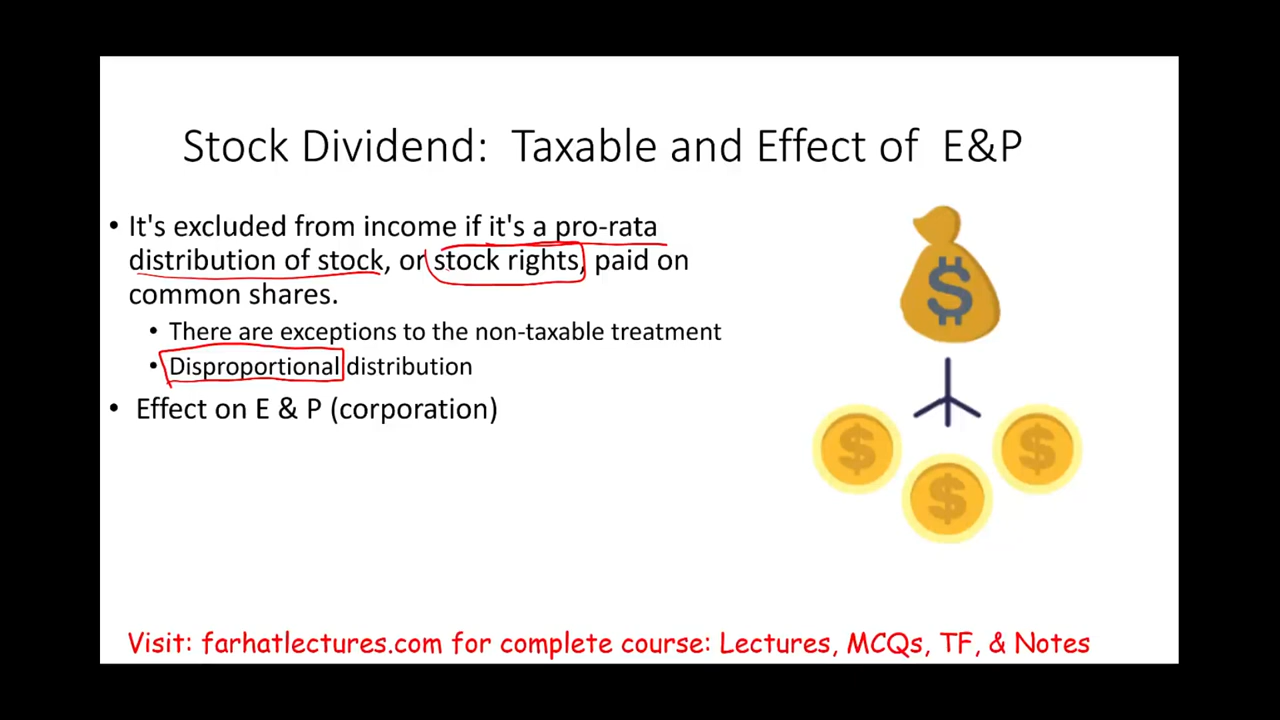 Stock Dividend: Taxable and Effect of E&P
• It's excluded from income if it's a pro-rata
distribution of stock, or stock rights, paid on
common shares.
• There are exceptions to the non-taxable treatment
• Disproportional distribution
• Effect on E & P (corporation)
$
$
$
$
Visit: farhatlectures.com for complete course: Lectures, MCQs, TF, & Notes